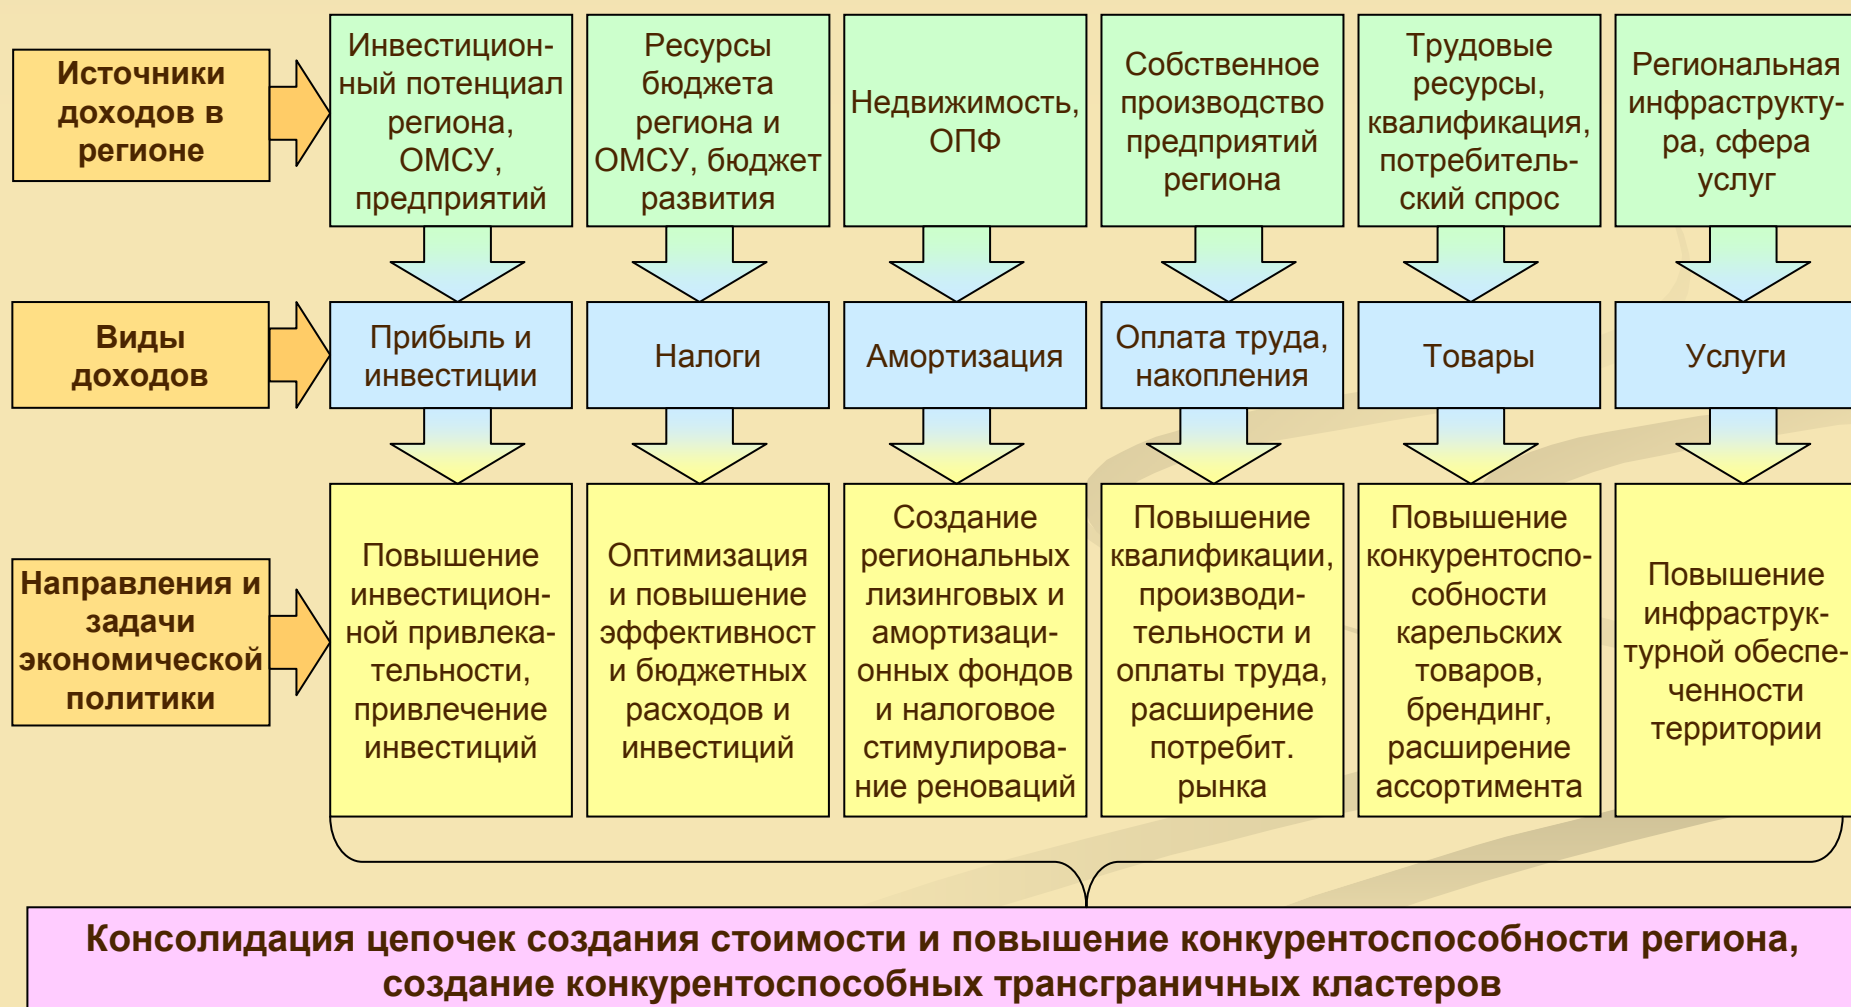 Источники
доходов в
регионе
Инвестицион-
ный потенциал
региона,
ОМСУ,
предприятий
Ресурсы
бюджета
региона и
ОМСУ, бюджет
развития
Недвижимость,
ОПФ
Собственное
производство
предприятий
региона
Трудовые
ресурсы,
квалификация,
потребитель-
ский спрос
Региональная
инфраструкту-
ра, сфера
услуг
Виды
доходов
Прибыль и
инвестиции
Налоги
Амортизация
Оплата труда,
накопления
Товары
Услуги
Направления и
задачи
экономической
политики
Повышение
инвестицион-
ной привлека-
тельности,
привлечение
инвестиций
Оптимизация
и повышение
эффективност
и бюджетных
расходов и
инвестиций
Создание
региональных
лизинговых и
амортизаци-
онных фондов
и налоговое
стимулирова-
ние реноваций
Повышение
квалификации,
производи-
тельности и
оплаты труда,
расширение
потребит.
рынка
Повышение
конкурентоспо-
собности
карельских
товаров,
брендинг,
расширение
ассортимента
Повышение
инфраструк-
турной обеспе-
ченности
территории
Консолидация цепочек создания стоимости и повышение конкурентоспособности региона,
создание конкурентоспособных трансграничных кластеров